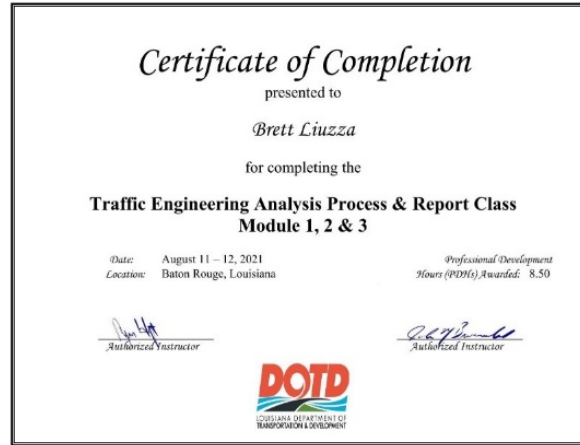 Certificate of Completion
presented to
Brett Liuzza
for completing the
Traffic Engineering Analysis Process & Report Class
Module 1, 2 & 3
Date: August 11 – 12, 2021
Location: Baton Rouge, Louisiana
Professional Development
Hours (PDHs) Awarded: 8.50
Authorized Instructor
Authorized Instructor
DOTD
LOUISIANA DEPARTMENT OF
TRANSPORTATION & DEVELOPMENT